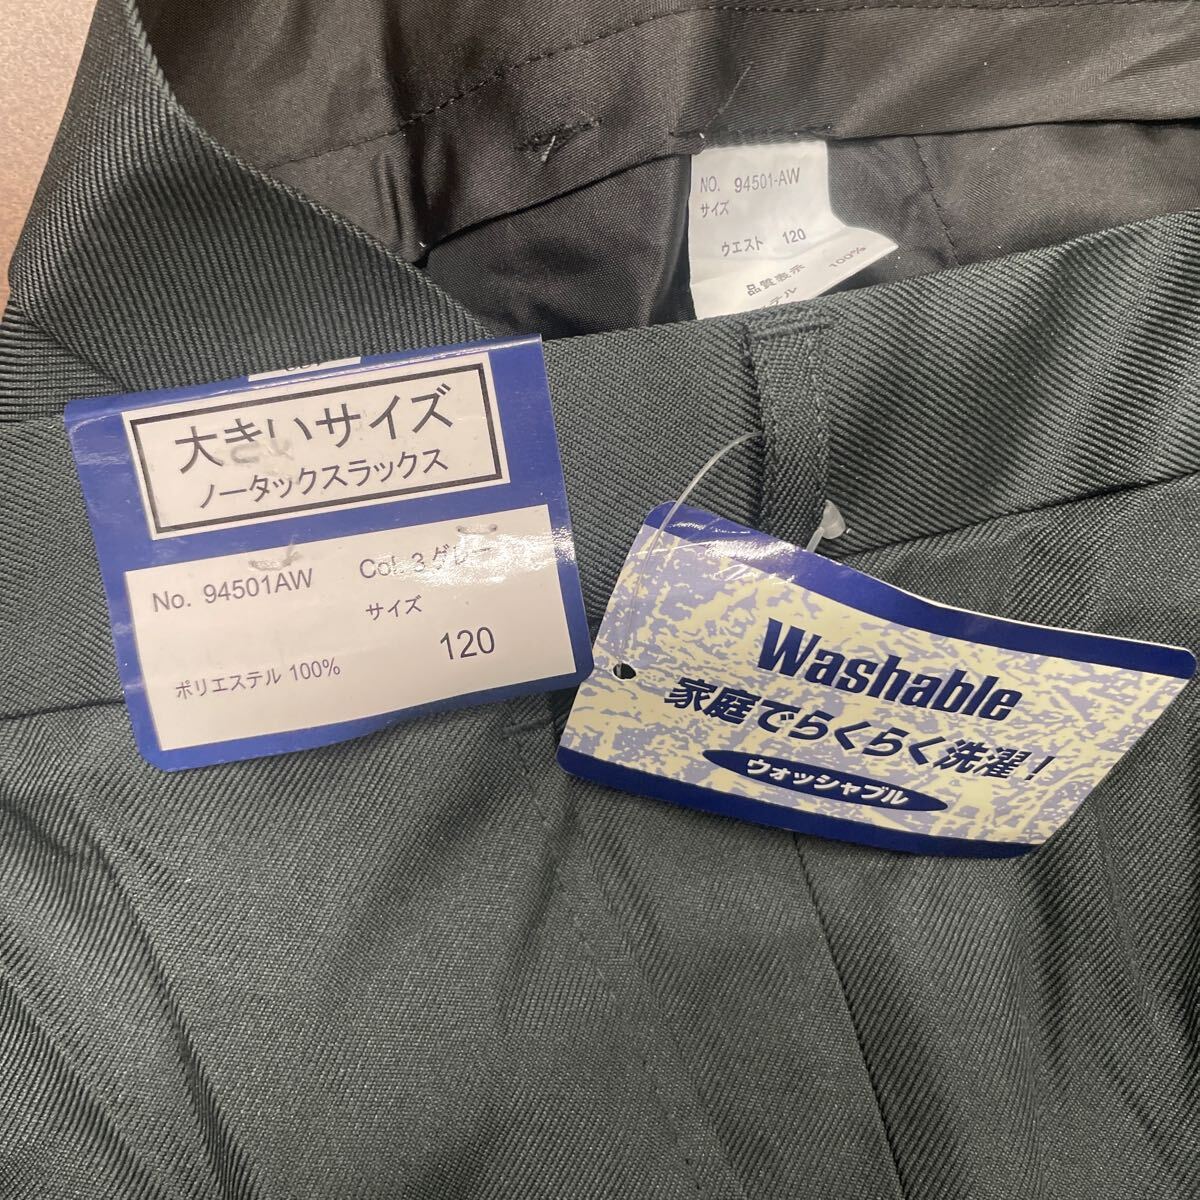 NO. 94501-AW
サイズ
ウエスト 120
品質表示
100%
大きいサイズ
ノータックスラックス
No. 94501AW Col. 3 グレー
サイズ
120
ポリエステル 100%
Washable
家庭でらくらく洗濯!
ウォッシャブル